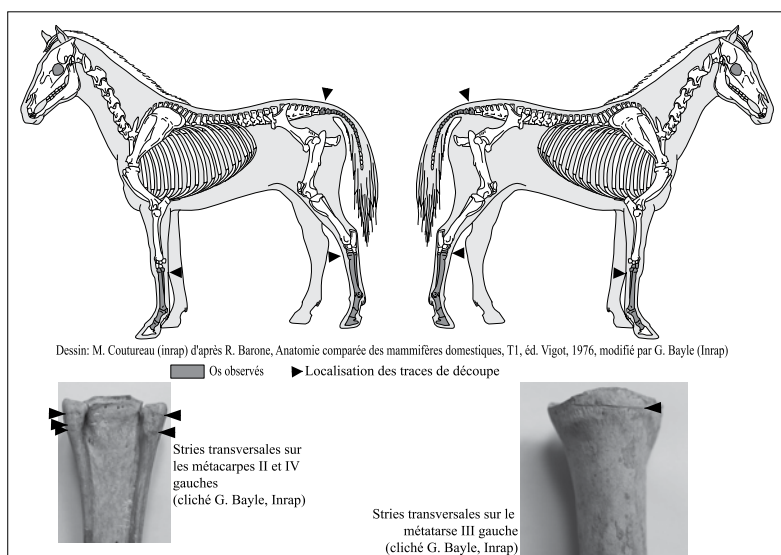 Dessin: M. Coutureau (inrap) d'après R. Barone, Anatomie comparée des mammifères domestiques, T1, éd. Vigot, 1976, modifié par G. Bayle (Inrap)
Os observés
Localisation des traces de découpe
Stries transversales sur
les métacarpes II et IV
gauches
(cliché G. Bayle, Inrap)
Stries transversales sur le
métatarse III gauche
(cliché G. Bayle, Inrap)